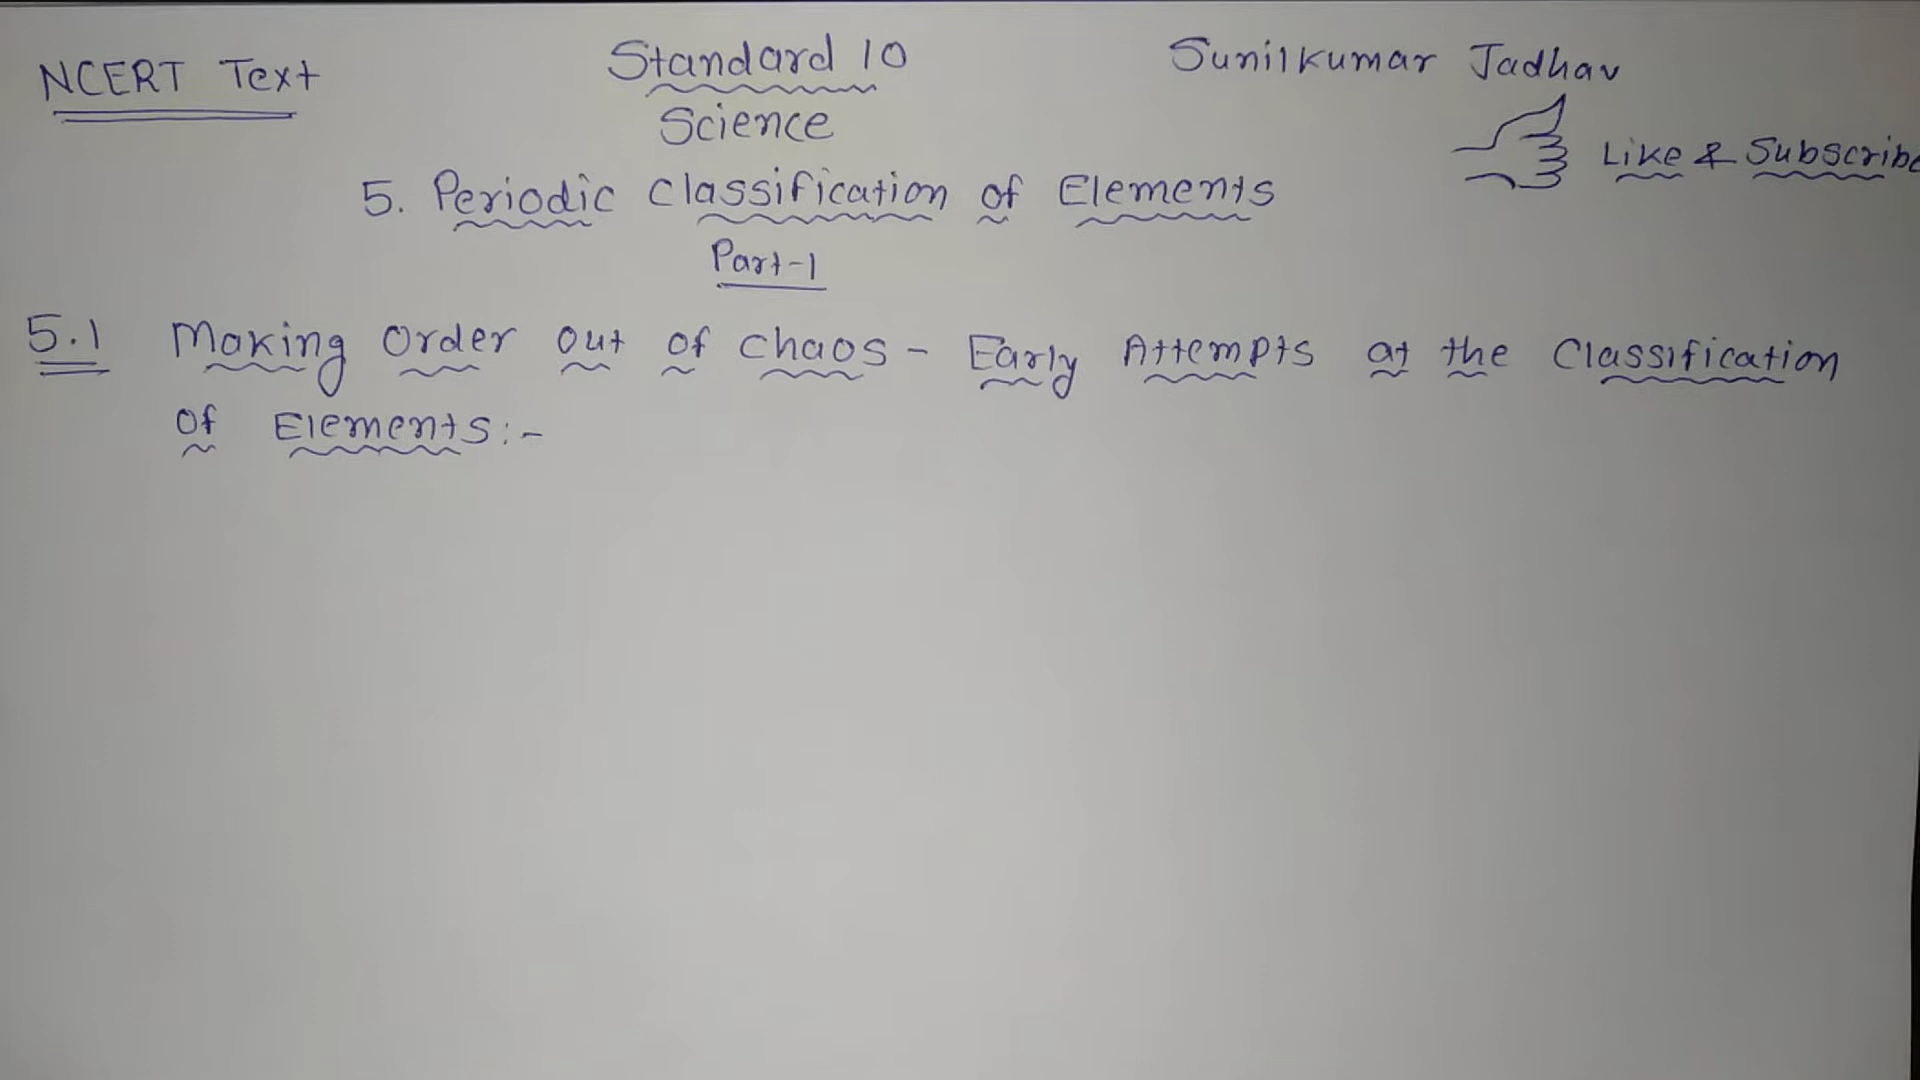 NCERT Text
Standard 10
Sunilkumar Jadhav
Science
Like & Subscribe
5. Periodic Classification of Elements
Part-1
5.1 Making Order out of chaos - Early Attempts at the Classification
of Elements:-